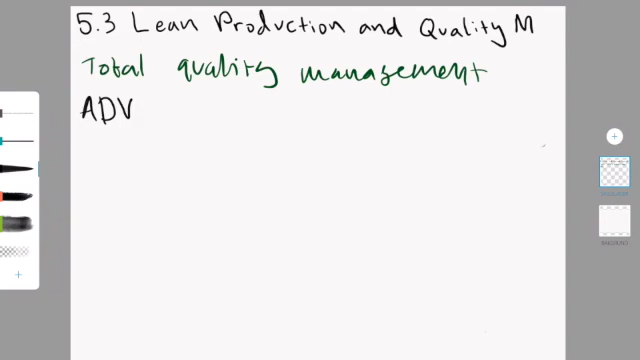 5.3 Lean Production and Quality M
Total quality management
ADV